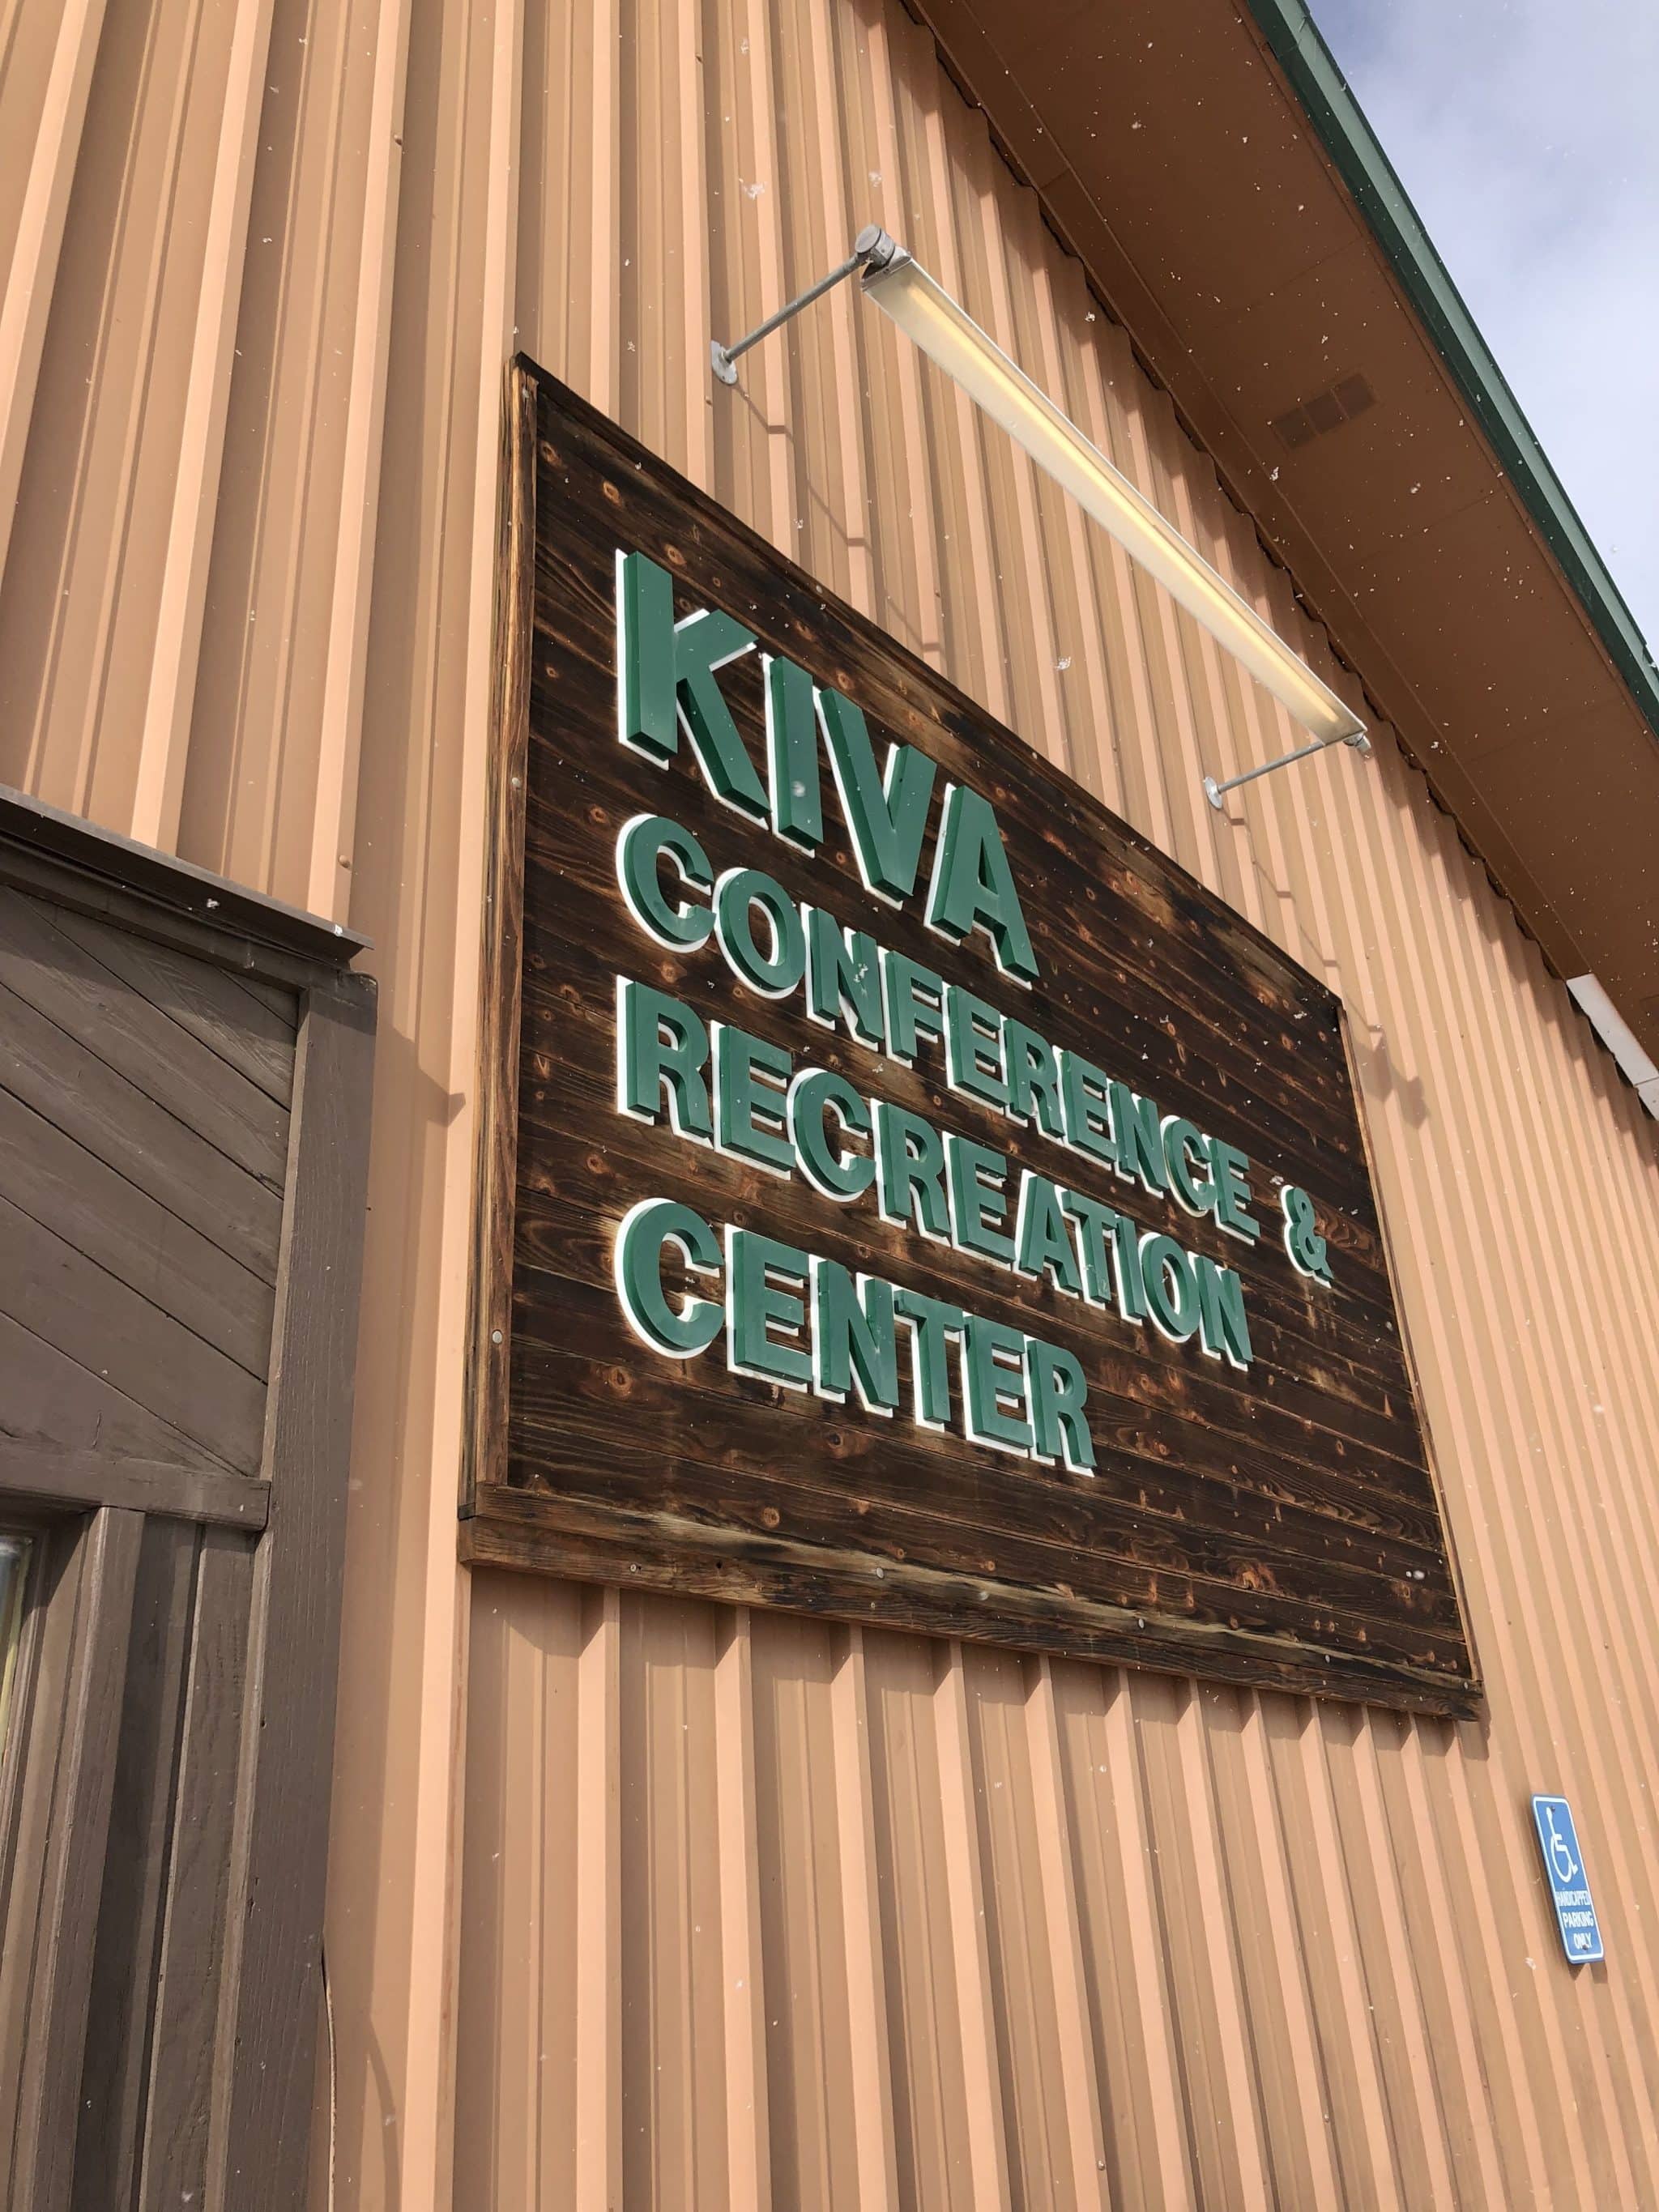 KIVA
CONFERENCE &
RECREATION
CENTER
HANDICAPPED
PARKING
ONLY